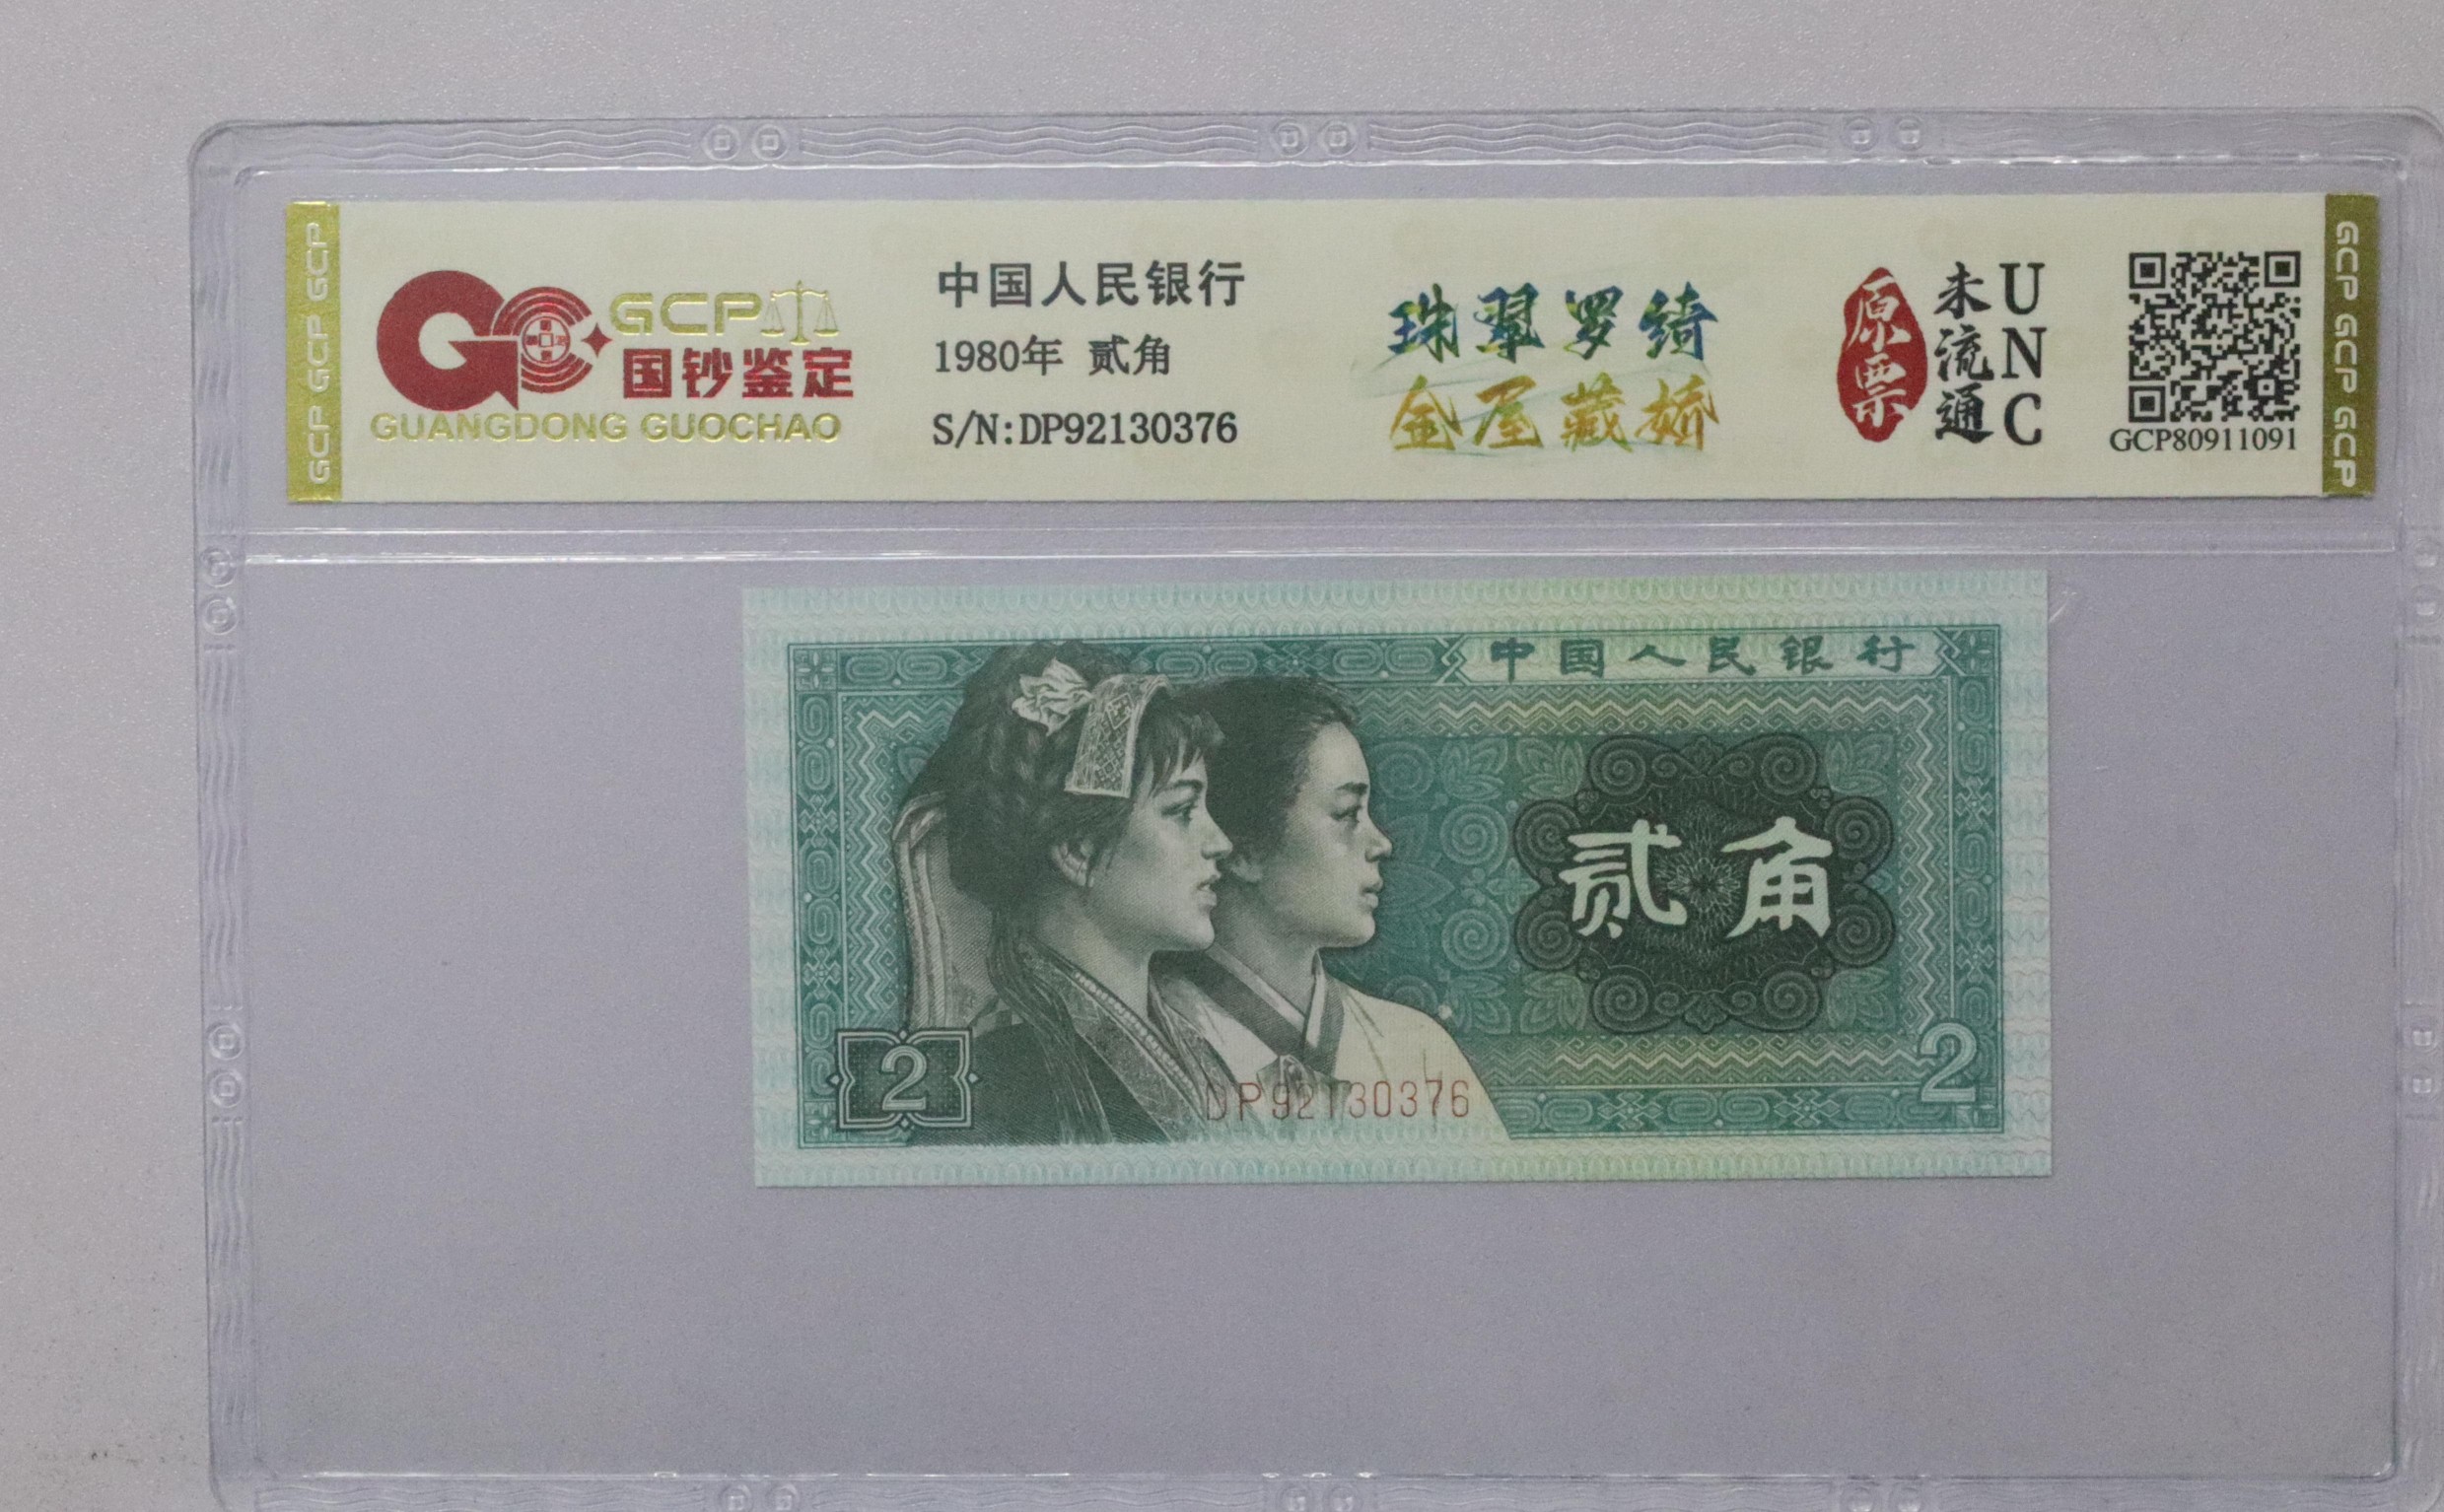 GCP GCP GCP
GCP
国钞鉴定
GUANGDONG GUOCHAO
中国人民银行
1980年 贰角
S/N:DP92130376
珠翠罗绮
金屋藏娇
原票
未流通
UNC
GCP80911091
GCP GCP GCP
中国人民银行
贰角
2
2
DP92130376